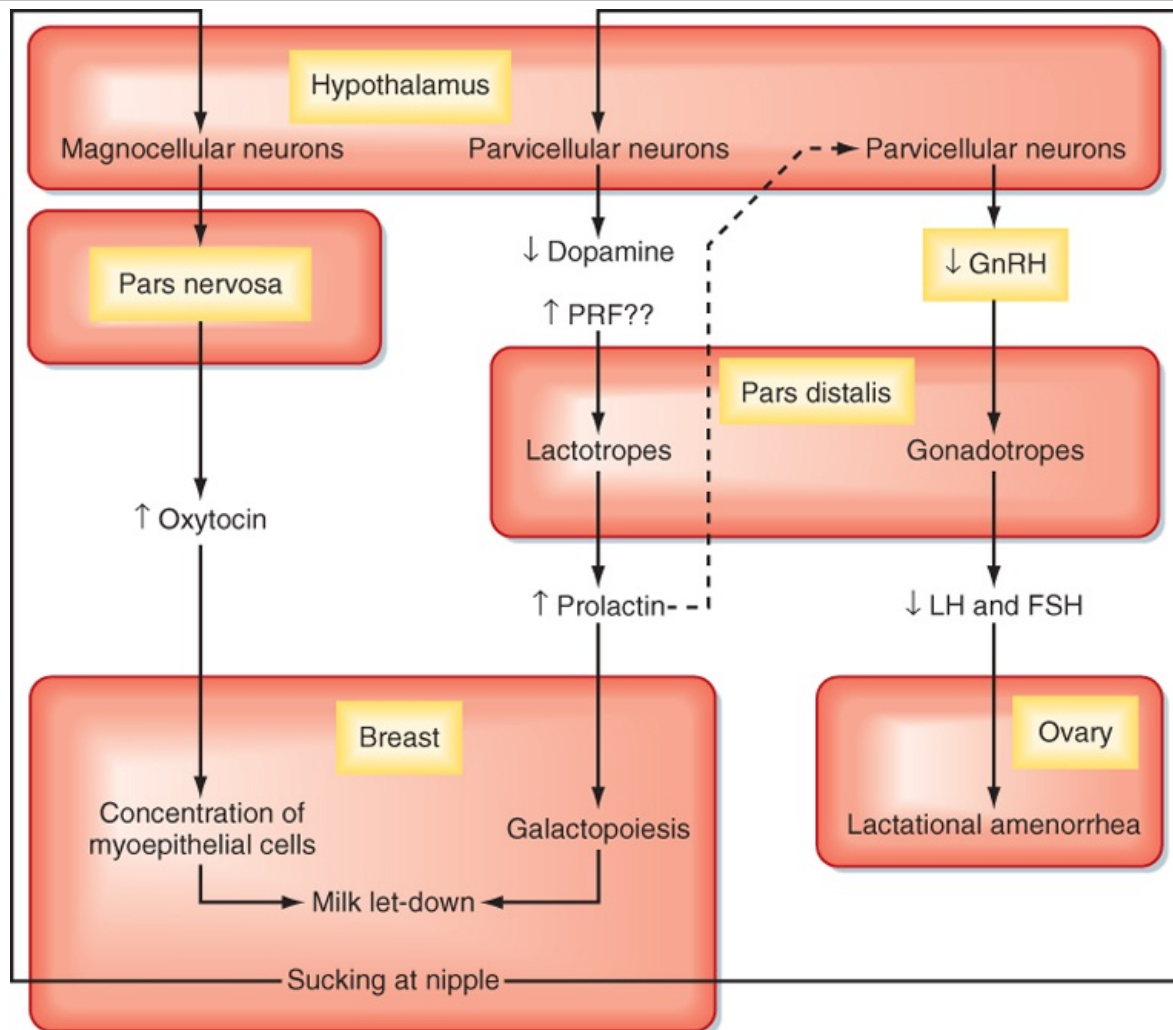 Hypothalamus
Magnocellular neurons
Parvicellular neurons
Parvicellular neurons
Pars nervosa
↓ Dopamine
↓ GnRH
↑ PRF??
Pars distalis
Lactotropes
Gonadotropes
↑ Oxytocin
↑ Prolactin
↓ LH and FSH
Breast
Ovary
Concentration of
myoepithelial cells
Galactopoiesis
Lactational amenorrhea
Milk let-down
Sucking at nipple